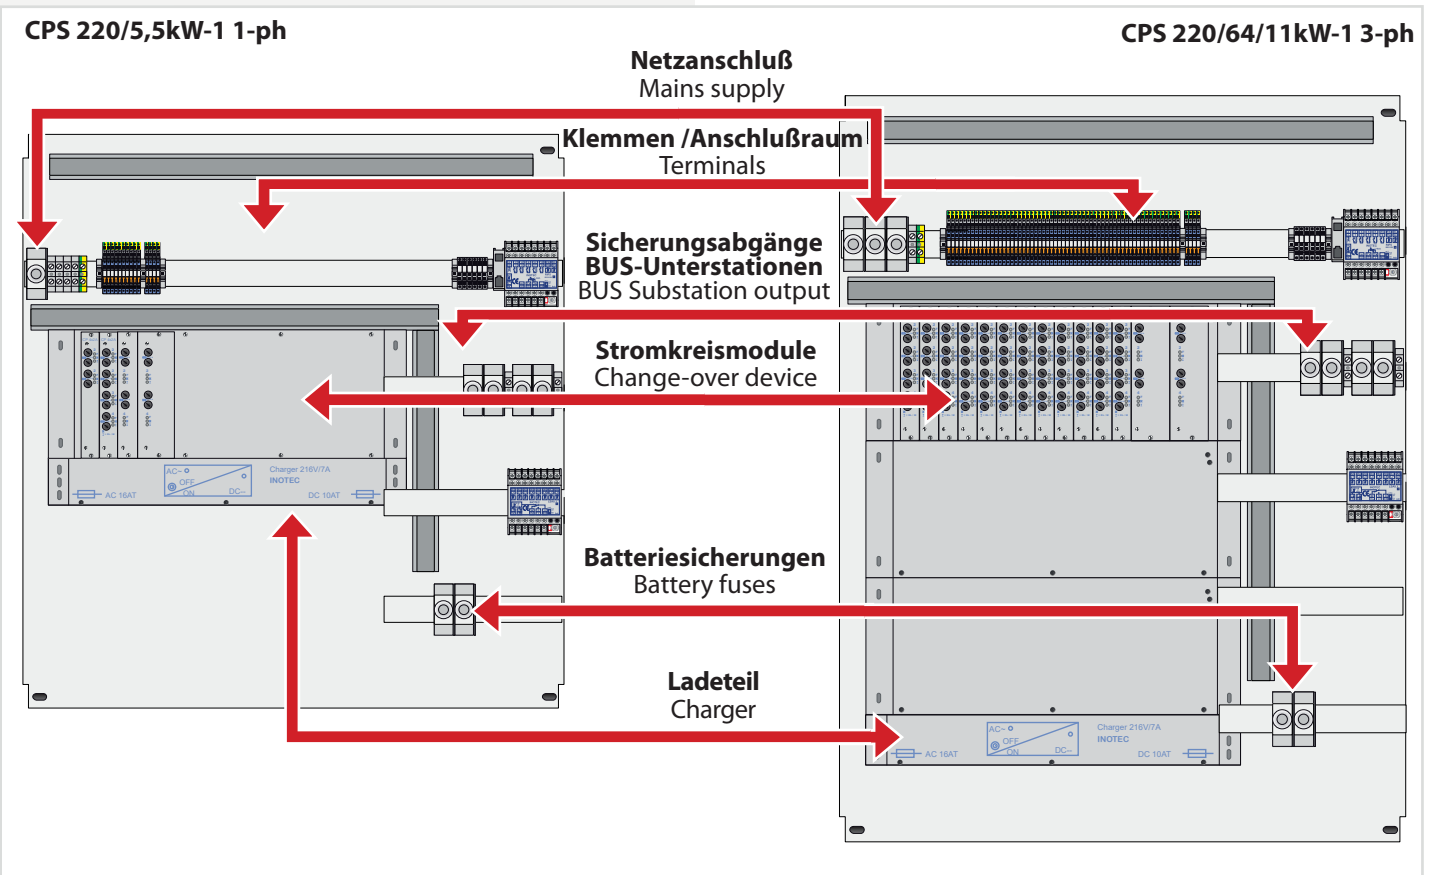 CPS 220/5,5kW-1 1-ph
CPS 220/64/11kW-1 3-ph
Netzanschluß
Mains supply
Klemmen /Anschlußraum
Terminals
Sicherungsabgänge
BUS-Unterstationen
BUS Substation output
Stromkreismodule
Change-over device
AC~
OFF
ON
DC--
Charger 216V/7A
INOTEC
AC 16AT
DC 10AT
Batteriesicherungen
Battery fuses
Ladeteil
Charger
AC~
OFF
ON
DC--
Charger 216V/7A
INOTEC
AC 16AT
DC 10AT